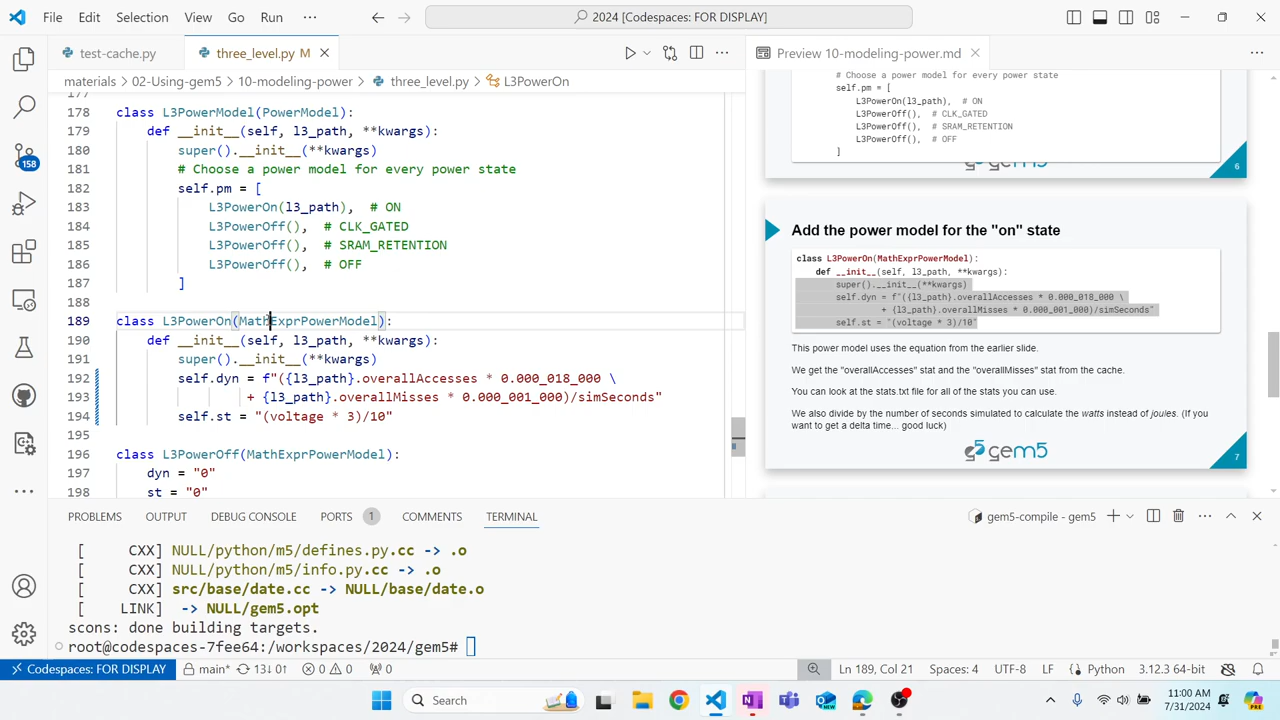 File Edit Selection View Go Run ··· 2024 [Codespaces: FOR DISPLAY]
test-cache.py three_level.py M Preview 10-modeling-power.md
materials > 02-Using-gem5 > 10-modeling-power > three_level.py > L3PowerOn
177
178 class L3PowerModel(PowerModel):
179 def __init__(self, l3_path, **kwargs):
180 super().__init__(**kwargs)
181 # Choose a power model for every power state
182 self.pm = [
183 L3PowerOn(l3_path), # ON
184 L3PowerOff(), # CLK_GATED
185 L3PowerOff(), # SRAM_RETENTION
186 L3PowerOff(), # OFF
187 ]
188
189 class L3PowerOn(MathExprPowerModel):
190 def __init__(self, l3_path, **kwargs):
191 super().__init__(**kwargs)
192 self.dyn = f"({l3_path}.overallAccesses * 0.000_018_000 \
193 + {l3_path}.overallMisses * 0.000_001_000)/simSeconds"
194 self.st = "(voltage * 3)/10"
195
196 class L3PowerOff(MathExprPowerModel):
197 dyn = "0"
198 st = "0"
# Choose a power model for every power state
self.pm = [
L3PowerOn(l3_path), # ON
L3PowerOff(), # CLK_GATED
L3PowerOff(), # SRAM_RETENTION
L3PowerOff(), # OFF
]
gem5
6
Add the power model for the "on" state
class L3PowerOn(MathExprPowerModel):
def __init__(self, l3_path, **kwargs):
super().__init__(**kwargs)
self.dyn = f"({l3_path}.overallAccesses * 0.000_018_000 \
+ {l3_path}.overallMisses * 0.000_001_000)/simSeconds"
self.st = "(voltage * 3)/10"
This power model uses the equation from the earlier slide.
We get the "overallAccesses" stat and the "overallMisses" stat from the cache.
You can look at the stats.txt file for all of the stats you can use.
We also divide by the number of seconds simulated to calculate the watts instead of joules. (If you
want to get a delta time... good luck)
gem5
7
158
PROBLEMS OUTPUT DEBUG CONSOLE PORTS 1 COMMENTS TERMINAL gem5-compile - gem5
[ CXX] NULL/python/m5/defines.py.cc -> .o
[ CXX] NULL/python/m5/info.py.cc -> .o
[ CXX] src/base/date.cc -> NULL/base/date.o
[ LINK] -> NULL/gem5.opt
scons: done building targets.
root@codespaces-7fee64:/workspaces/2024/gem5#
Codespaces: FOR DISPLAY main* 13↓ 0↑ 0 0 0 Ln 189, Col 21 Spaces: 4 UTF-8 LF Python 3.12.3 64-bit
Search 11:00 AM
7/31/2024